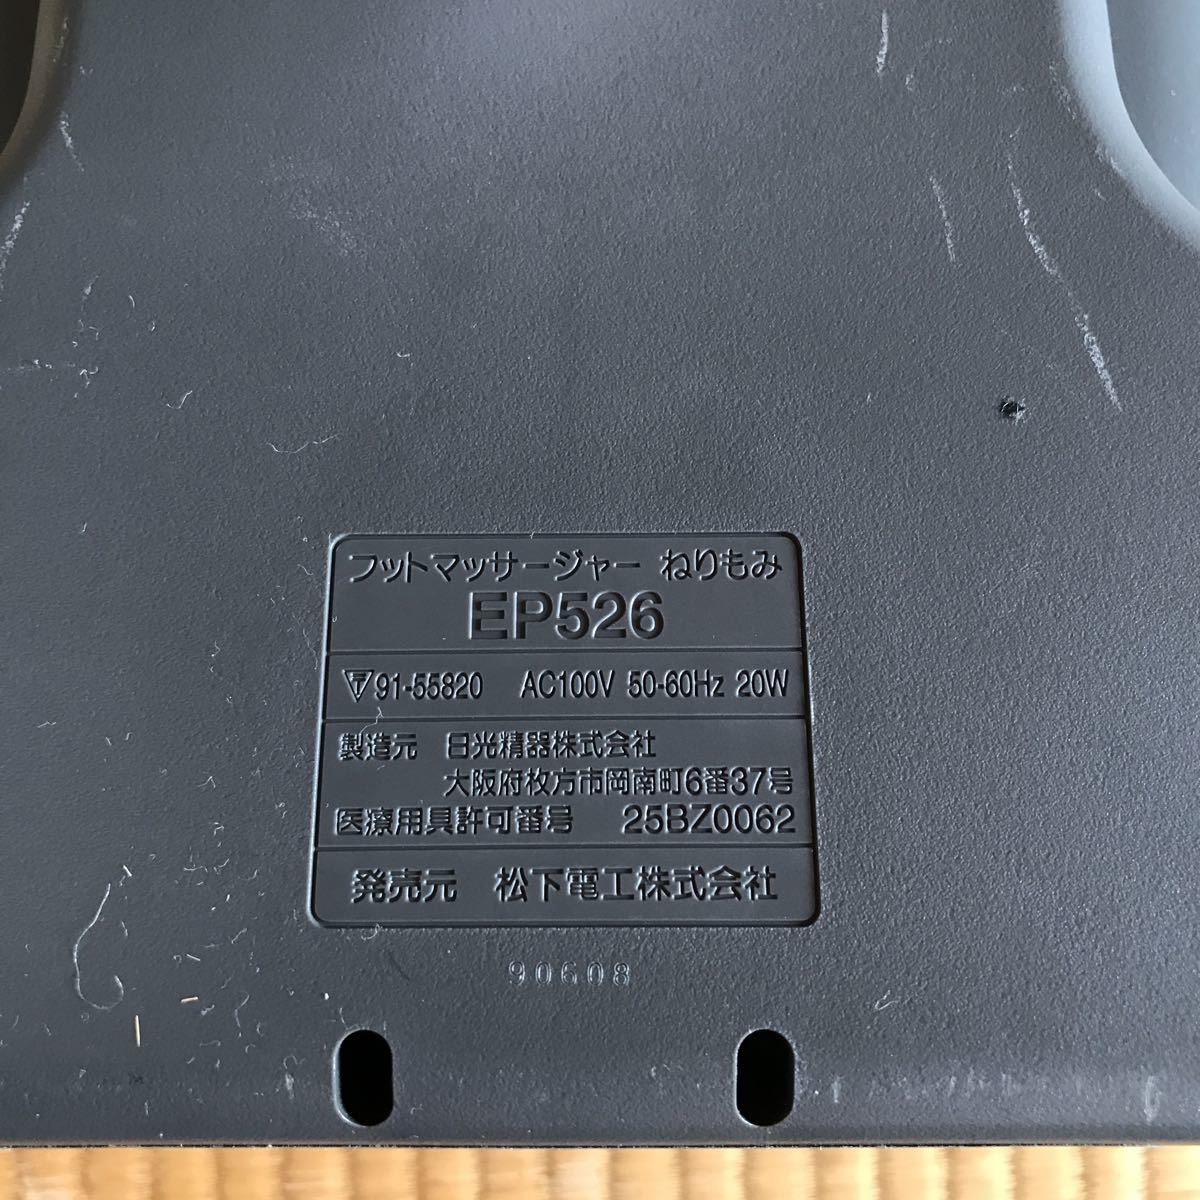 フットマッサージャー ねりもみ
EP526
91-55820 AC100V 50-60Hz 20W
製造元 日光精器株式会社
大阪府枚方市岡南町6番37号
医療用具許可番号 25BZ0062
発売元 松下電工株式会社
90608